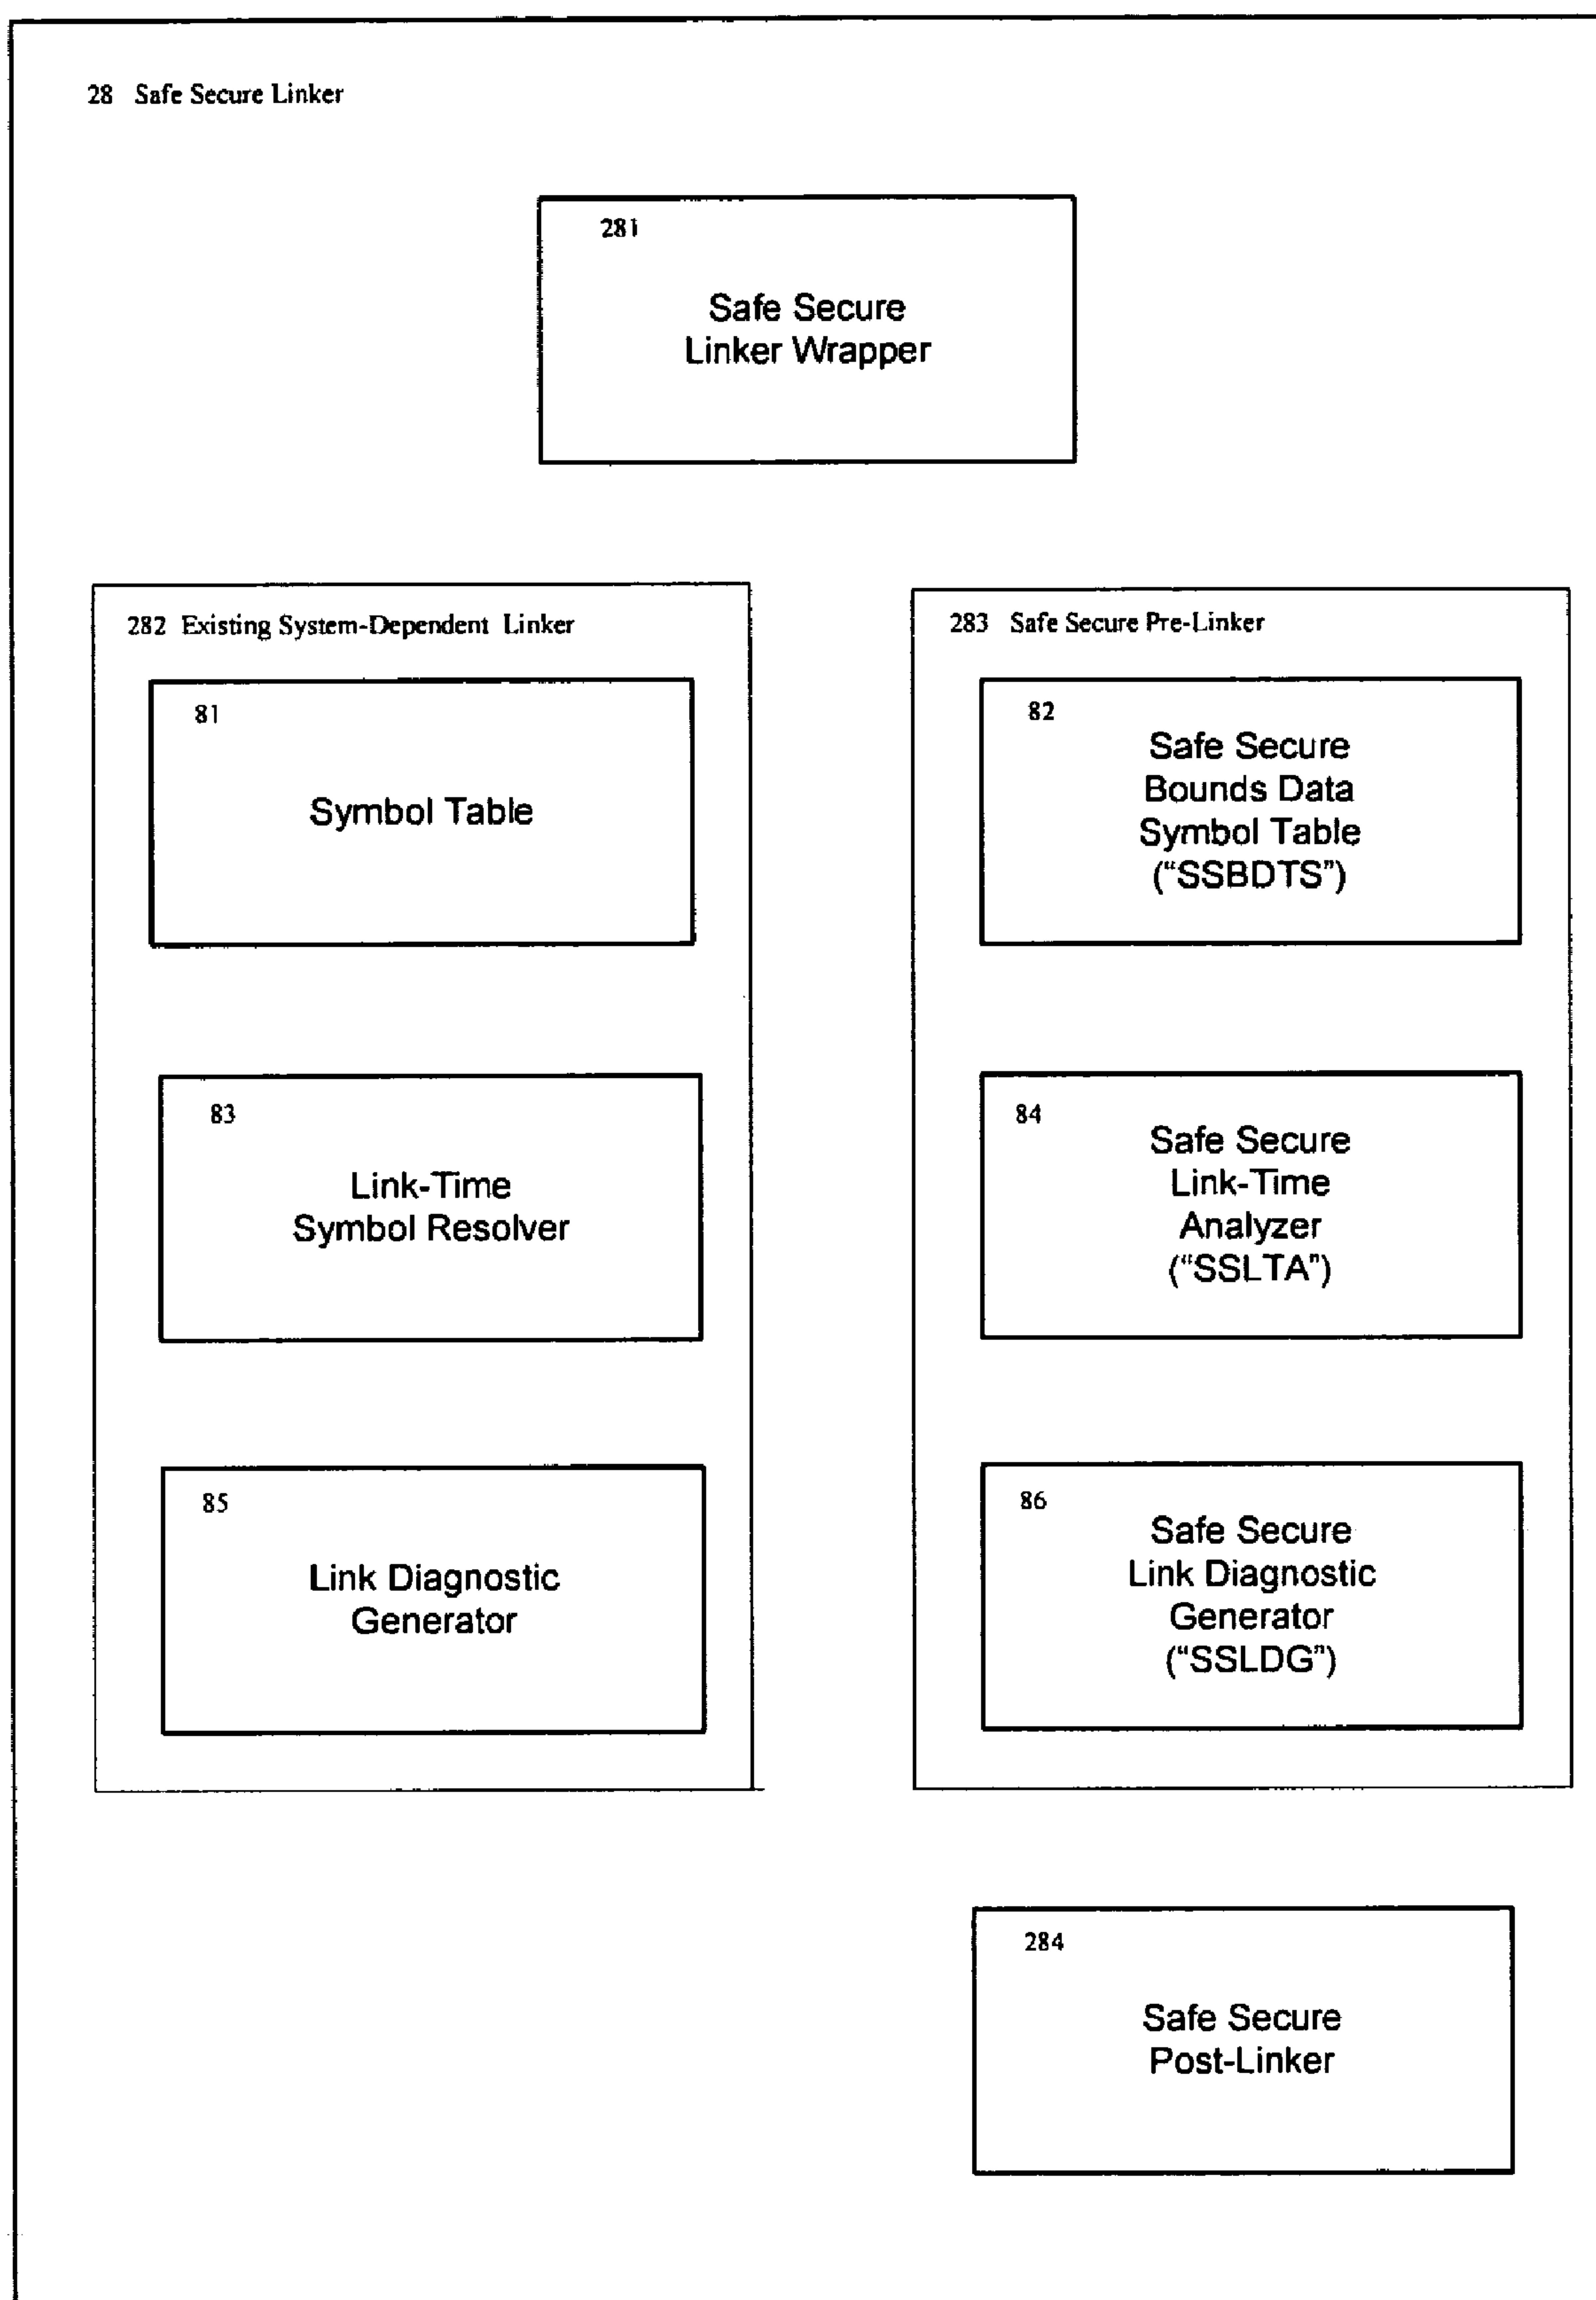 28 Safe Secure Linker
281
Safe Secure
Linker Wrapper
282 Existing System-Dependent Linker
81
Symbol Table
83
Link-Time
Symbol Resolver
85
Link Diagnostic
Generator
283 Safe Secure Pre-Linker
82
Safe Secure
Bounds Data
Symbol Table
("SSBDTS")
84
Safe Secure
Link-Time
Analyzer
("SSLTA")
86
Safe Secure
Link Diagnostic
Generator
("SSLDG")
284
Safe Secure
Post-Linker